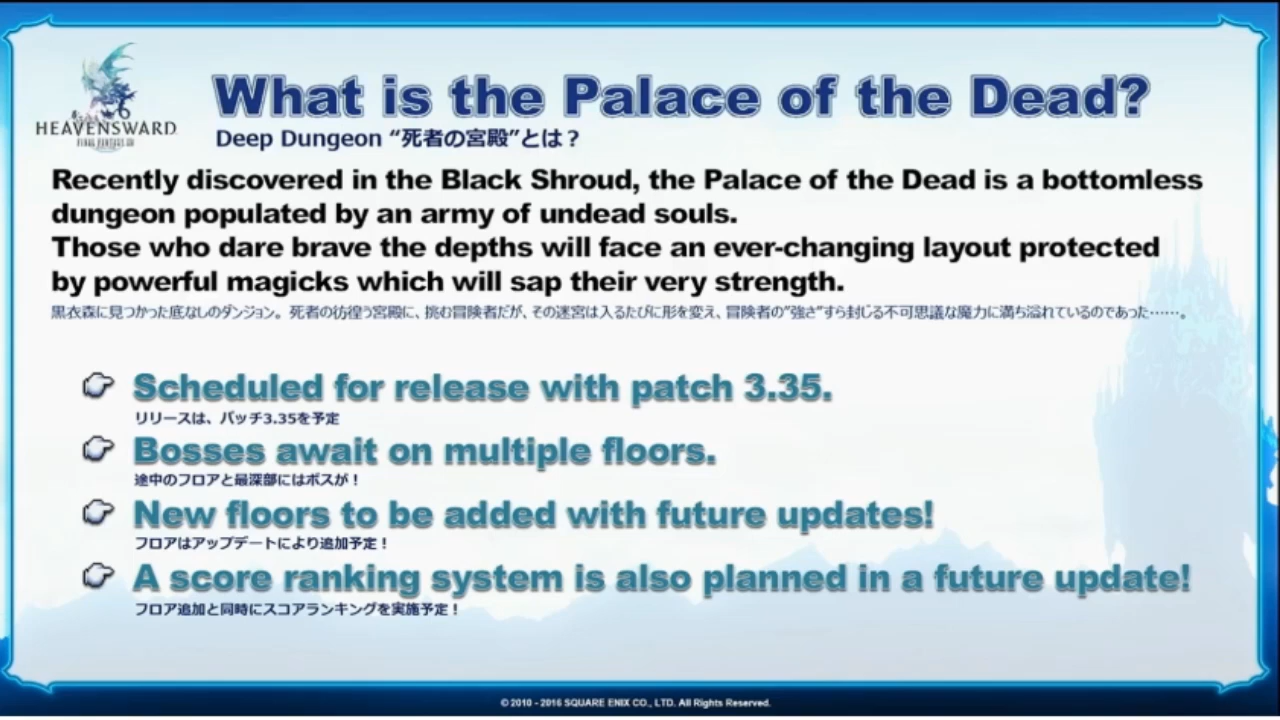 What is the Palace of the Dead?
HEAVENSWARD
FINAL FANTASY XIV
Deep Dungeon “死者の宮殿”とは？
Recently discovered in the Black Shroud, the Palace of the Dead is a bottomless
dungeon populated by an army of undead souls.
Those who dare brave the depths will face an ever-changing layout protected
by powerful magicks which will sap their very strength.
黒衣森に見つかった底なしのダンジョン。死者の彷徨う宮殿に、挑む冒険者だが、その迷宮は入るたびに形を変え、冒険者の“強さ”すら封じる不可思議な魔力に満ち溢れているのであった……。
Scheduled for release with patch 3.35.
リリースは、パッチ3.35を予定
Bosses await on multiple floors.
途中のフロアと最深部にはボスが！
New floors to be added with future updates!
フロアはアップデートにより追加予定！
A score ranking system is also planned in a future update!
フロア追加と同時にスコアランキングを実施予定！
© 2010 - 2016 SQUARE ENIX CO., LTD. All Rights Reserved.